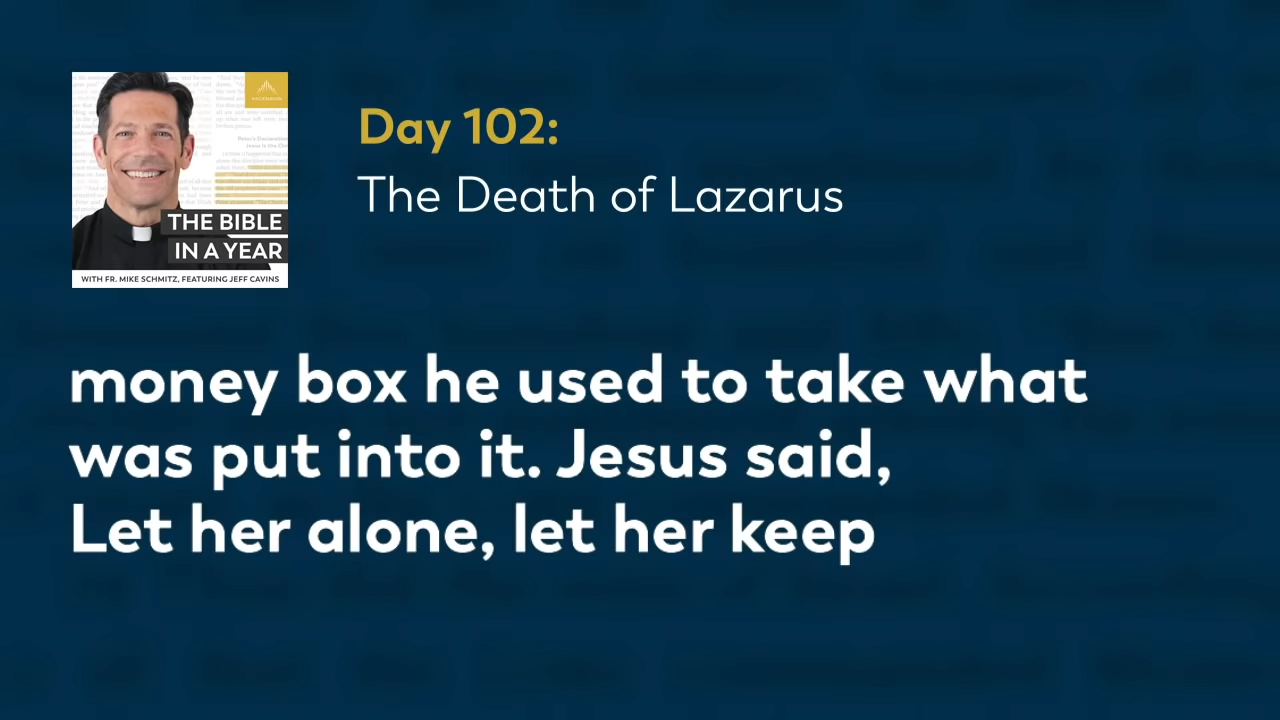 Day 102:
The Death of Lazarus
THE BIBLE
IN A YEAR
WITH FR. MIKE SCHMITZ, FEATURING JEFF CAVINS
money box he used to take what
was put into it. Jesus said,
Let her alone, let her keep